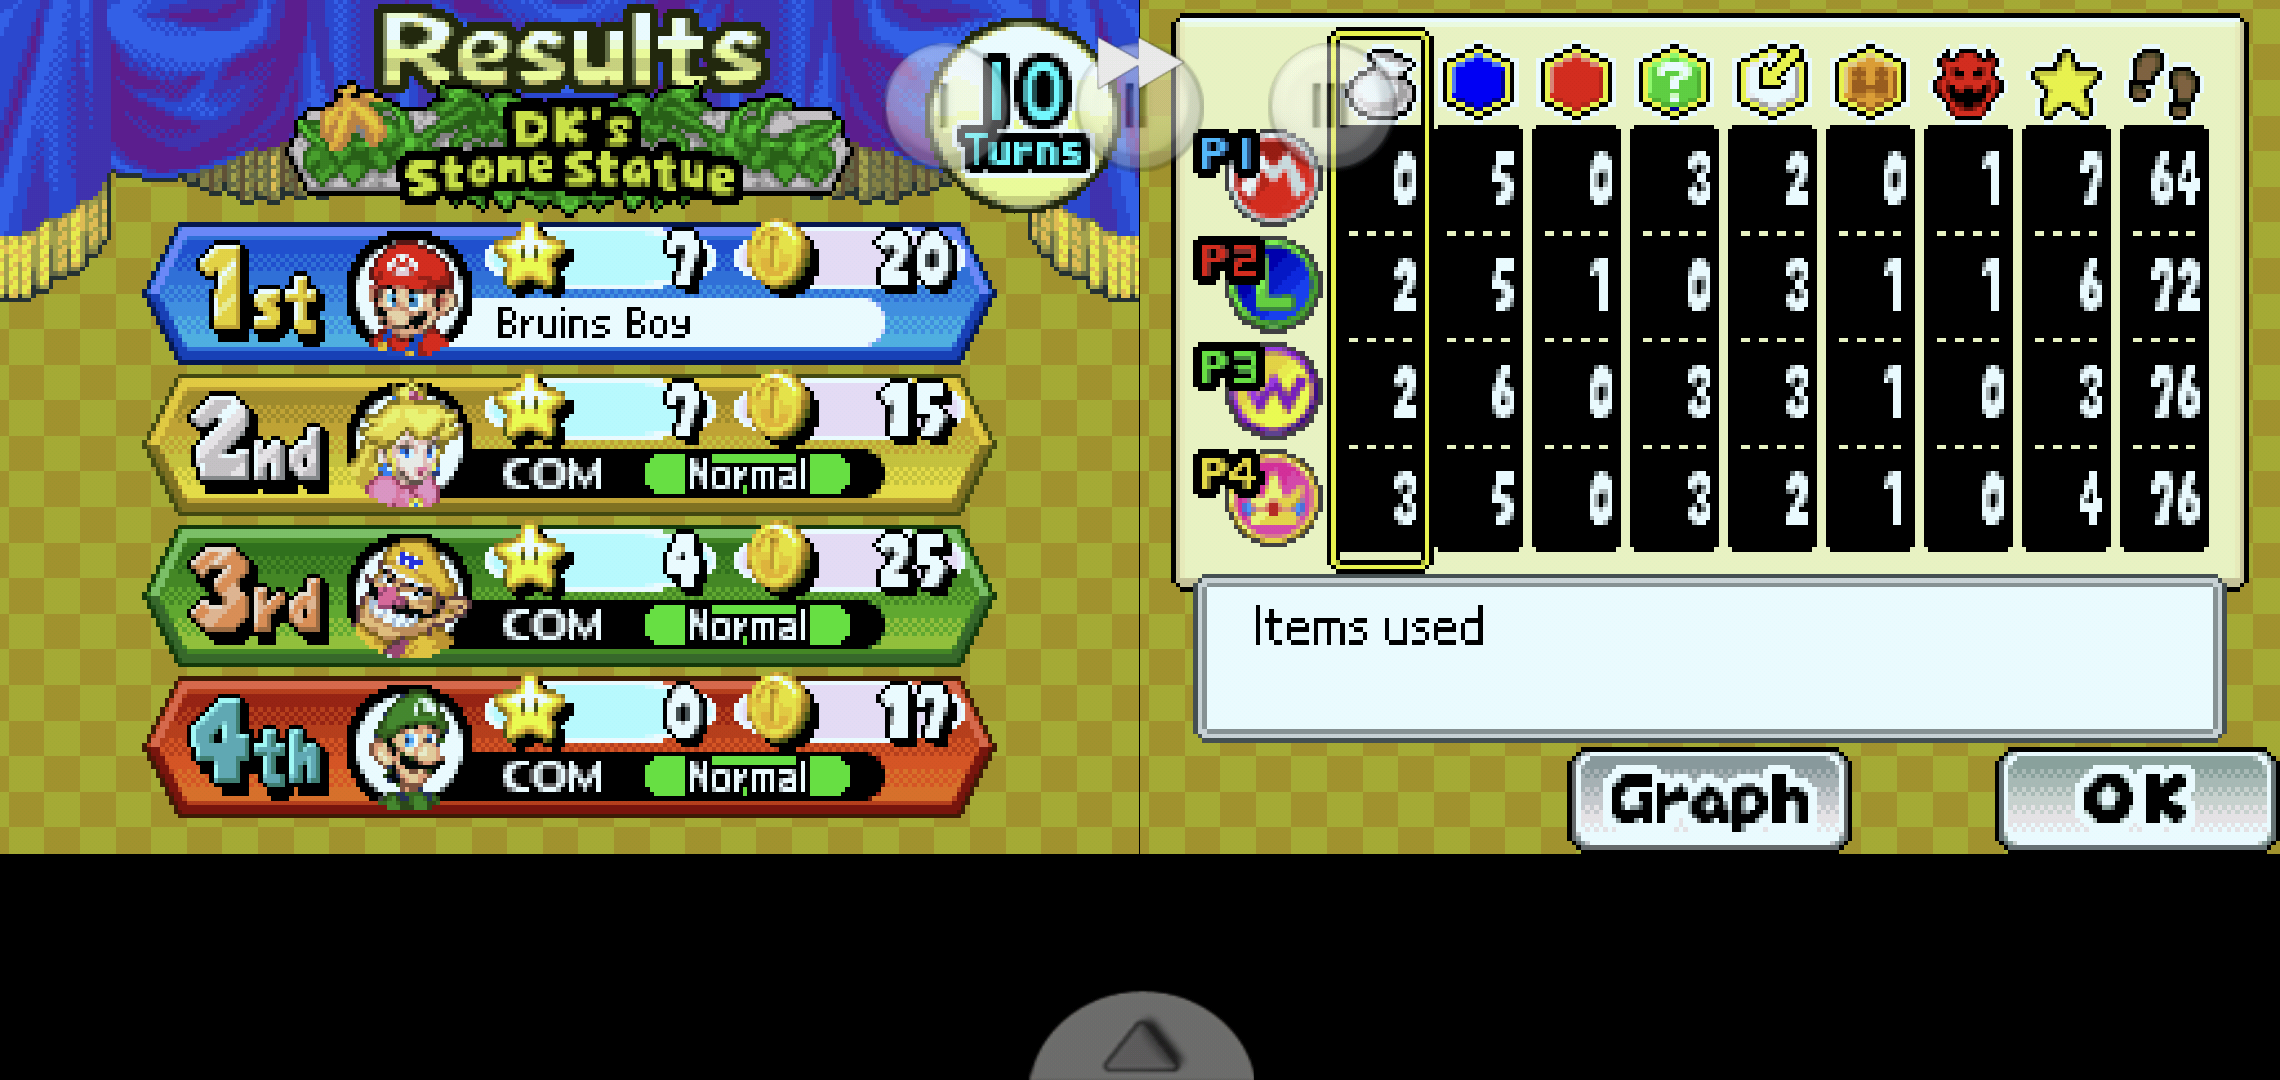 Results
DK's
Stone Statue
10
Turns
1st
7
20
Bruins Boy
2nd
7
15
COM Normal
3rd
4
25
COM Normal
4th
0
17
COM Normal
?
P1 M 0 5 0 3 2 0 1 7 64
P2 L 2 5 1 0 3 1 1 6 72
P3 W 2 6 0 3 3 1 0 3 76
P4 3 5 0 3 2 1 0 4 76
Items used
Graph
OK